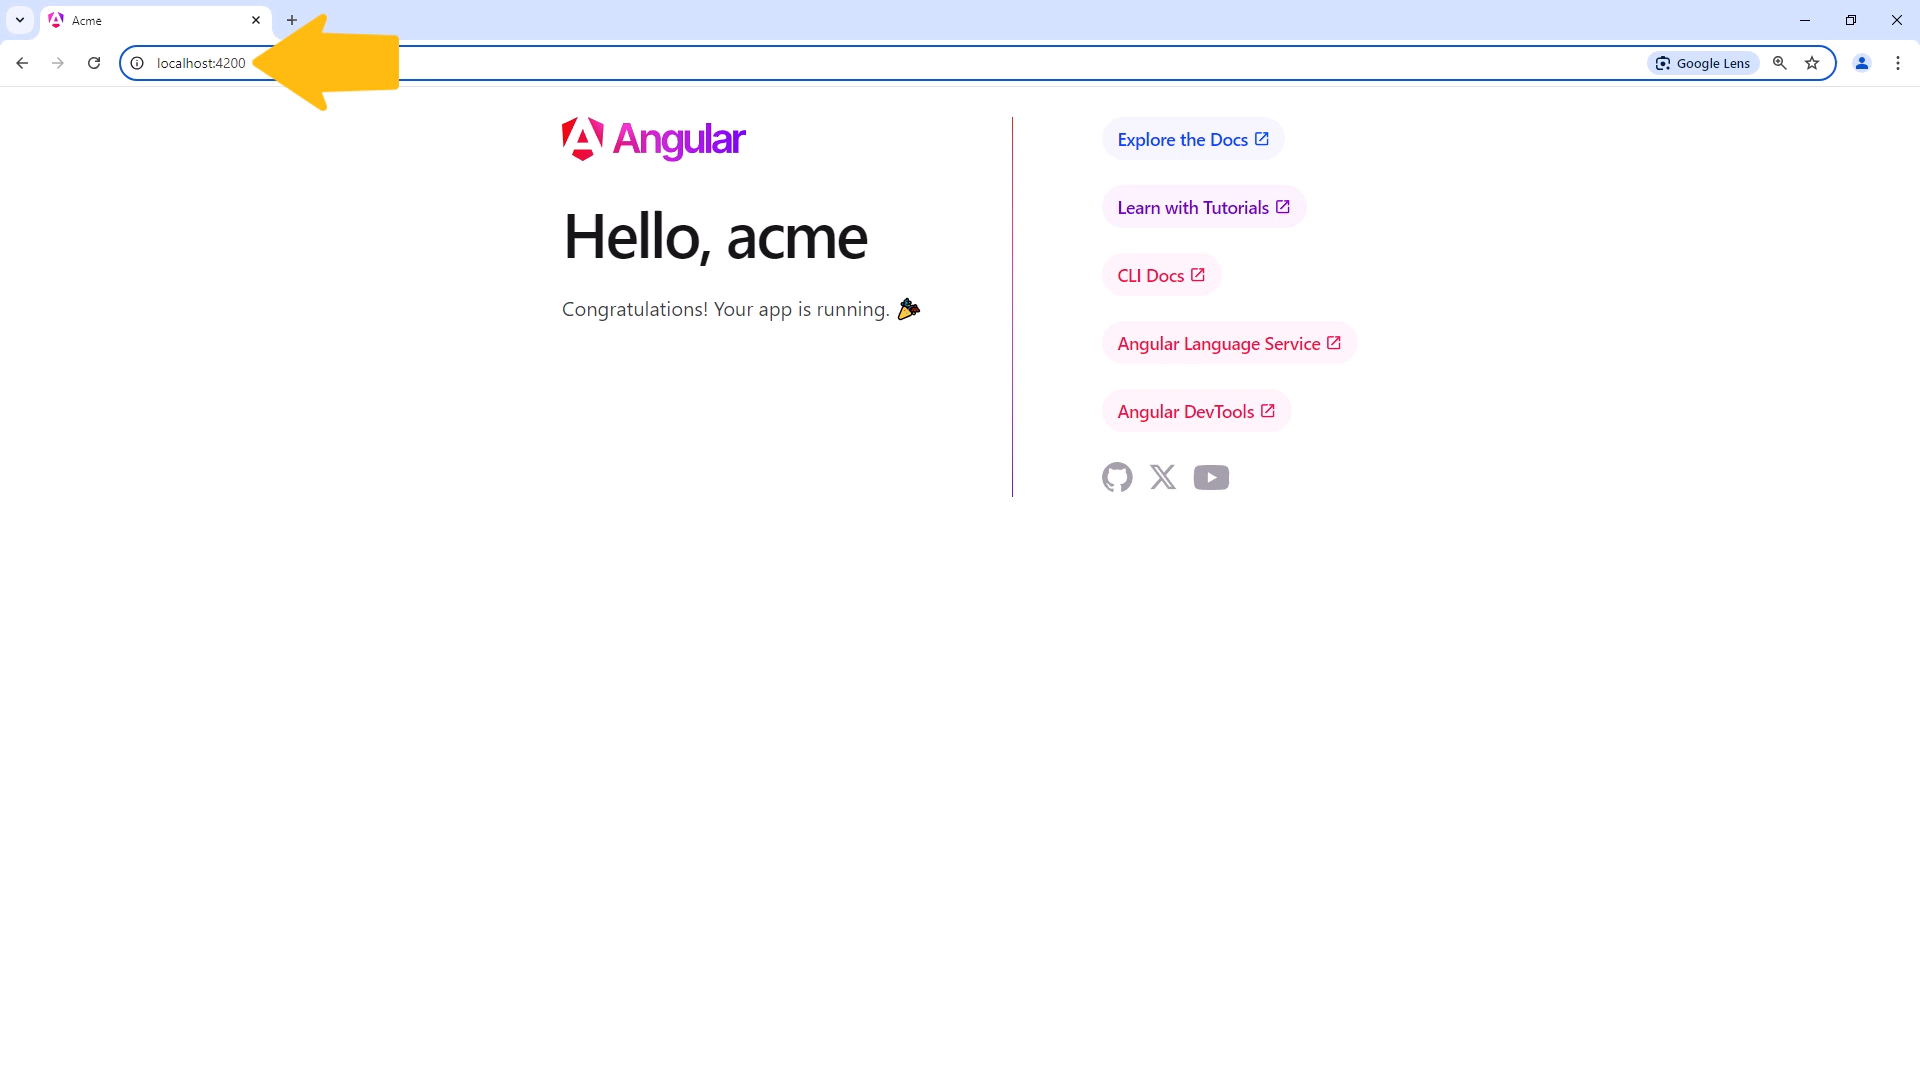 Acme
localhost:4200
Google Lens
Angular
Hello, acme
Congratulations! Your app is running. 🎉
Explore the Docs
Learn with Tutorials
CLI Docs
Angular Language Service
Angular DevTools